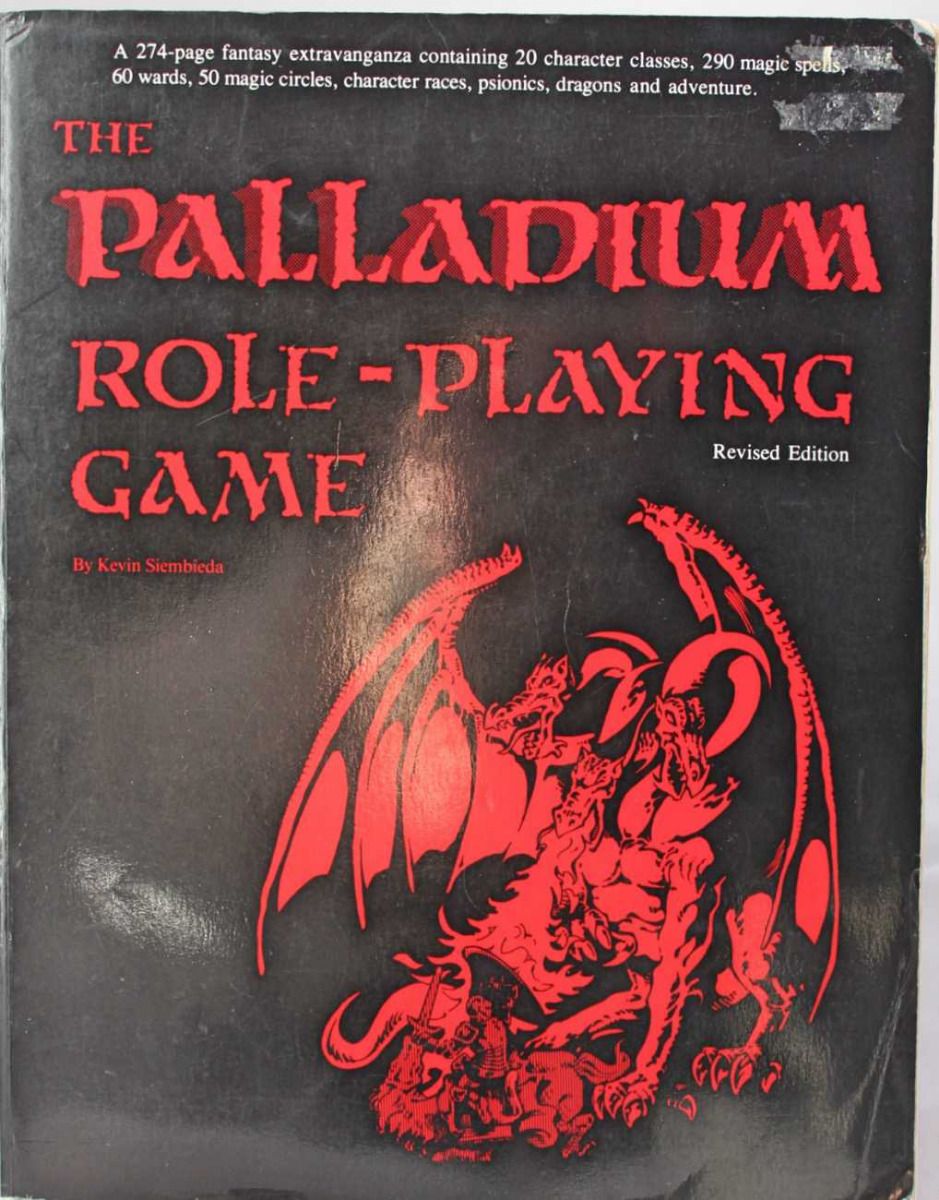 A 274-page fantasy extravanganza containing 20 character classes, 290 magic spells,
60 wards, 50 magic circles, character races, psionics, dragons and adventure.
THE
PALLADIUM
ROLE-PLAYING
GAME
Revised Edition
By Kevin Siembieda